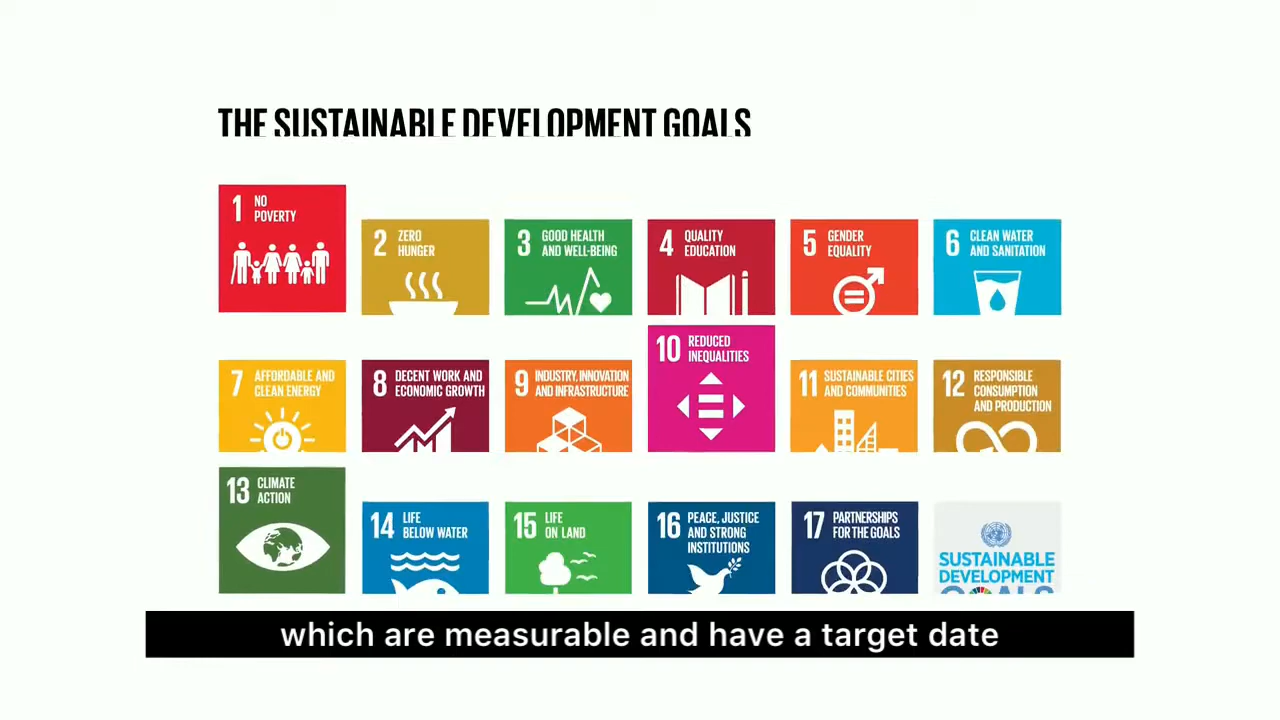 THE SUSTAINABLE DEVELOPMENT GOALS
1 NO
POVERTY
2 ZERO
HUNGER
3 GOOD HEALTH
AND WELL-BEING
4 QUALITY
EDUCATION
5 GENDER
EQUALITY
6 CLEAN WATER
AND SANITATION
7 AFFORDABLE AND
CLEAN ENERGY
8 DECENT WORK AND
ECONOMIC GROWTH
9 INDUSTRY, INNOVATION
AND INFRASTRUCTURE
10 REDUCED
INEQUALITIES
11 SUSTAINABLE CITIES
AND COMMUNITIES
12 RESPONSIBLE
CONSUMPTION
AND PRODUCTION
13 CLIMATE
ACTION
14 LIFE
BELOW WATER
15 LIFE
ON LAND
16 PEACE, JUSTICE
AND STRONG
INSTITUTIONS
17 PARTNERSHIPS
FOR THE GOALS
SUSTAINABLE
DEVELOPMENT
GOALS
which are measurable and have a target date